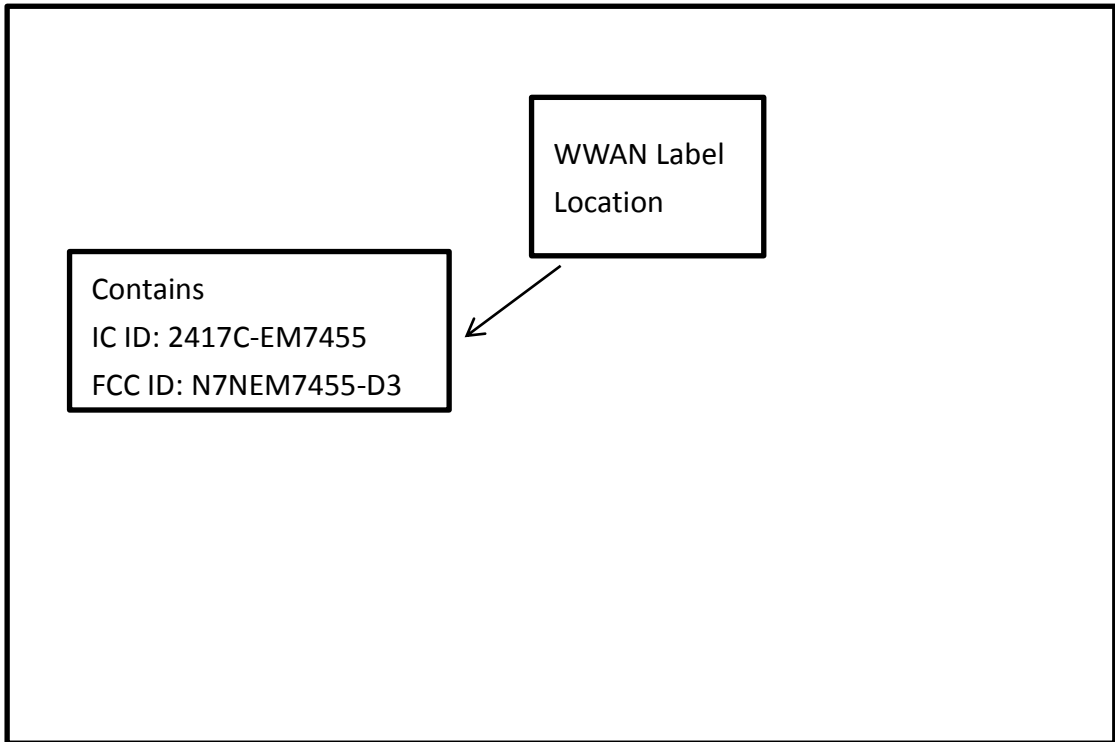 WWAN Label
Location
Contains
IC ID: 2417C-EM7455
FCC ID: N7NEM7455-D3